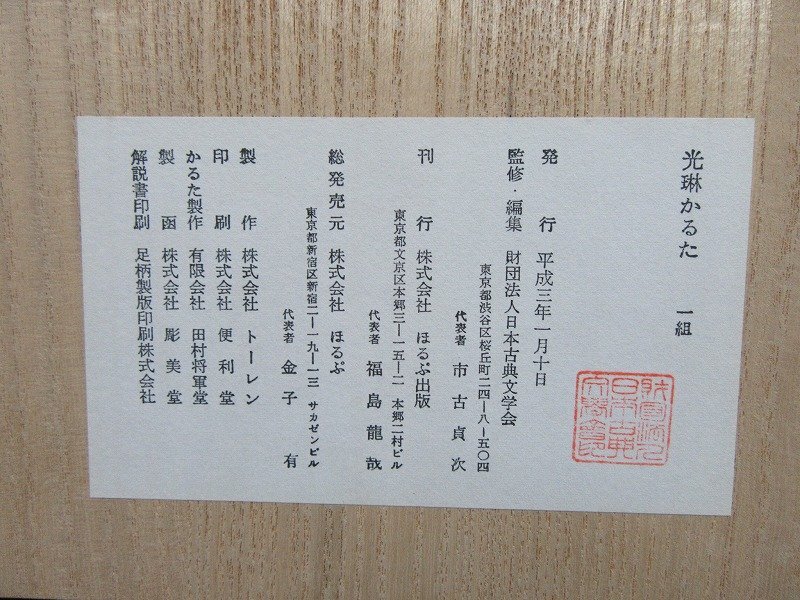 光琳かるた 一組
発行 平成三年一月十日
監修・編集 財団法人日本古典文学会
東京都渋谷区桜丘町二四―八―五〇四
代表者 市古貞次
刊行 株式会社 ほるぷ出版
東京都文京区本郷三―一五―二 本郷二村ビル
代表者 福島龍哉
総発売元 株式会社 ほるぷ
東京都新宿区新宿二―一九―一三 サカゼンビル
代表者 金子有
製作 株式会社 トーレン
印刷 株式会社 便利堂
かるた製作 有限会社 田村将軍堂
製函 株式会社 彫美堂
解説書印刷 足柄製版印刷株式会社